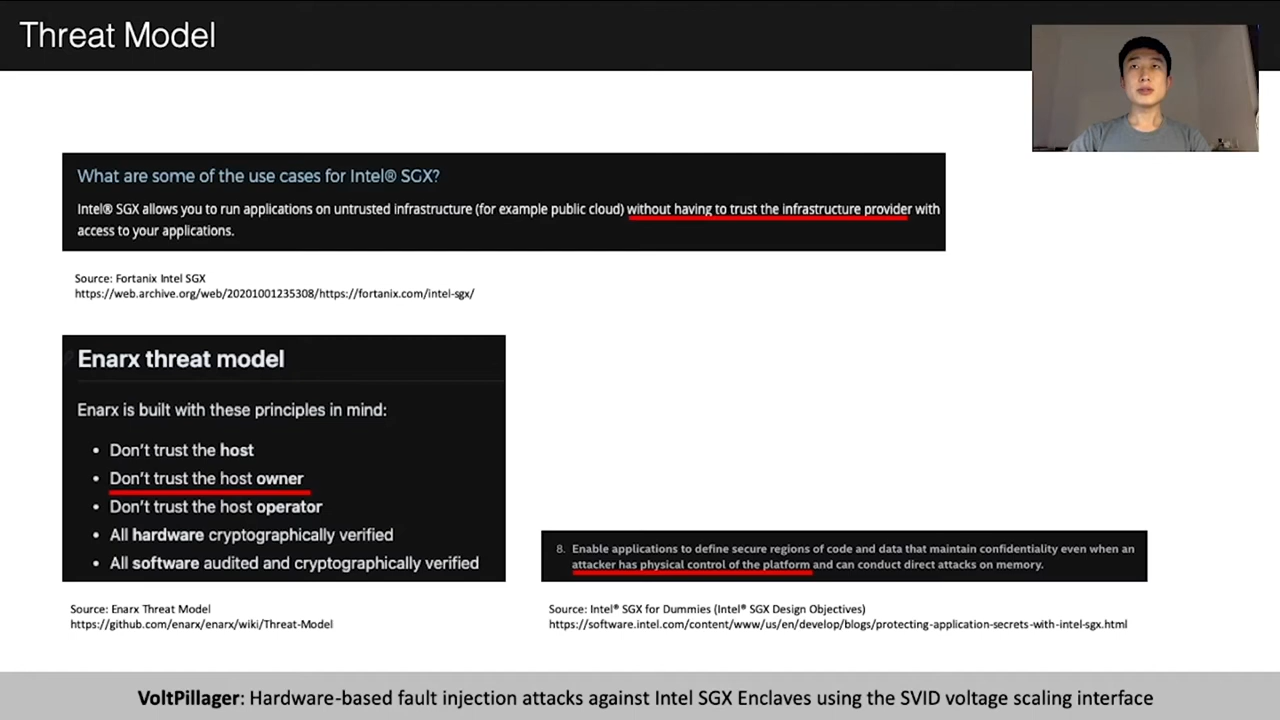 Threat Model
What are some of the use cases for Intel® SGX?
Intel® SGX allows you to run applications on untrusted infrastructure (for example public cloud) without having to trust the infrastructure provider with
access to your applications.
Source: Fortanix Intel SGX
https://web.archive.org/web/20201001235308/https://fortanix.com/intel-sgx/
Enarx threat model
Enarx is built with these principles in mind:
• Don’t trust the host
• Don’t trust the host owner
• Don’t trust the host operator
• All hardware cryptographically verified
• All software audited and cryptographically verified
Source: Enarx Threat Model
https://github.com/enarx/enarx/wiki/Threat-Model
8. Enable applications to define secure regions of code and data that maintain confidentiality even when an
attacker has physical control of the platform and can conduct direct attacks on memory.
Source: Intel® SGX for Dummies (Intel® SGX Design Objectives)
https://software.intel.com/content/www/us/en/develop/blogs/protecting-application-secrets-with-intel-sgx.html
VoltPillager: Hardware-based fault injection attacks against Intel SGX Enclaves using the SVID voltage scaling interface